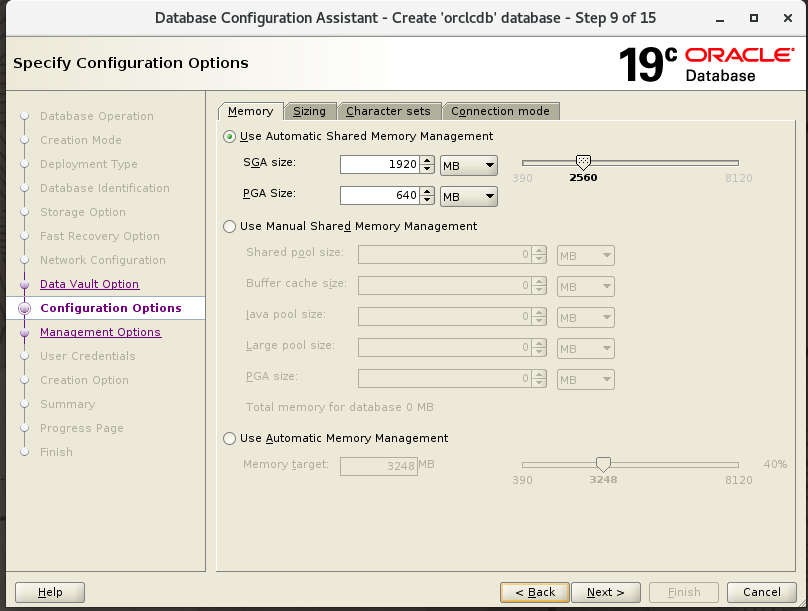 Database Configuration Assistant - Create 'orclcdb' database - Step 9 of 15
Specify Configuration Options
19c ORACLE Database
Database Operation
Creation Mode
Deployment Type
Database Identification
Storage Option
Fast Recovery Option
Network Configuration
Data Vault Option
Configuration Options
Management Options
User Credentials
Creation Option
Summary
Progress Page
Finish
Memory Sizing Character sets Connection mode
Use Automatic Shared Memory Management
SGA size: 1920 MB
390 2560 8120
PGA Size: 640 MB
Use Manual Shared Memory Management
Shared pool size: 0 MB
Buffer cache size: 0 MB
Java pool size: 0 MB
Large pool size: 0 MB
PGA size: 0 MB
Total memory for database 0 MB
Use Automatic Memory Management
Memory target: 3248 MB 40%
390 3248 8120
Help < Back Next > Finish Cancel